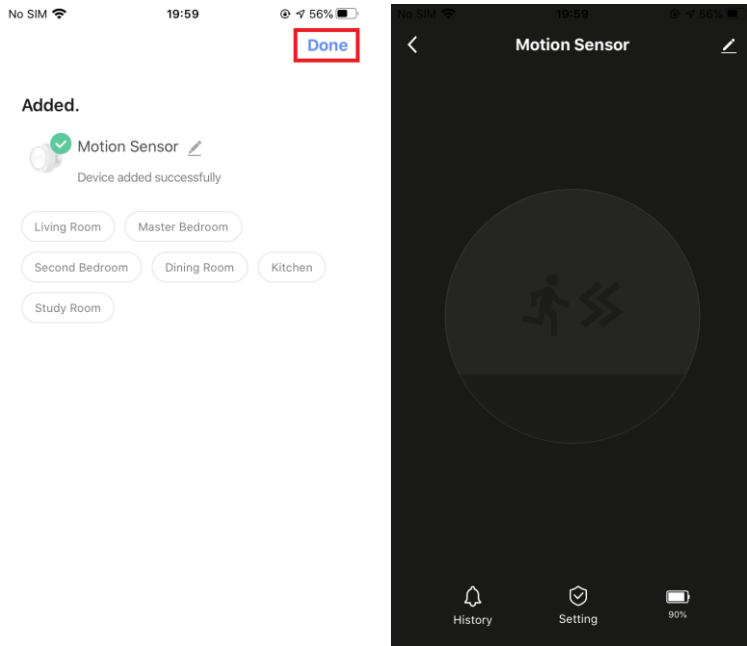 No SIM 19:59 56%
Done
Added.
Motion Sensor
Device added successfully
Living Room Master Bedroom
Second Bedroom Dining Room Kitchen
Study Room
No SIM 19:59 56%
Motion Sensor
History Setting 90%